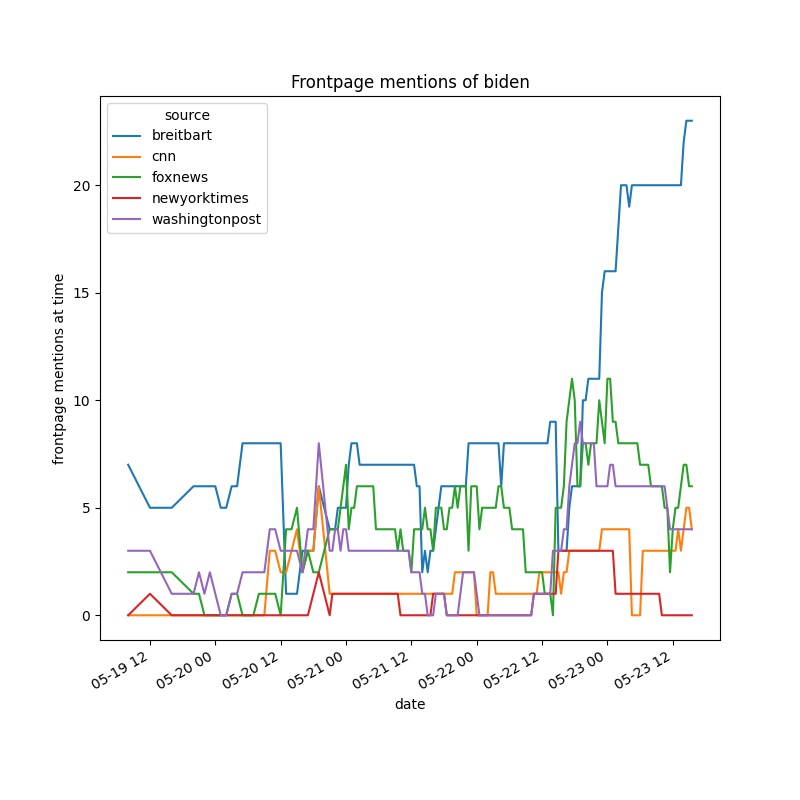 Frontpage mentions of biden
source
breitbart
cnn
foxnews
newyorktimes
washingtonpost
frontpage mentions at time
20
15
10
5
0
05-19 12
05-20 00
05-20 12
05-21 00
05-21 12
05-22 00
05-22 12
05-23 00
05-23 12
date